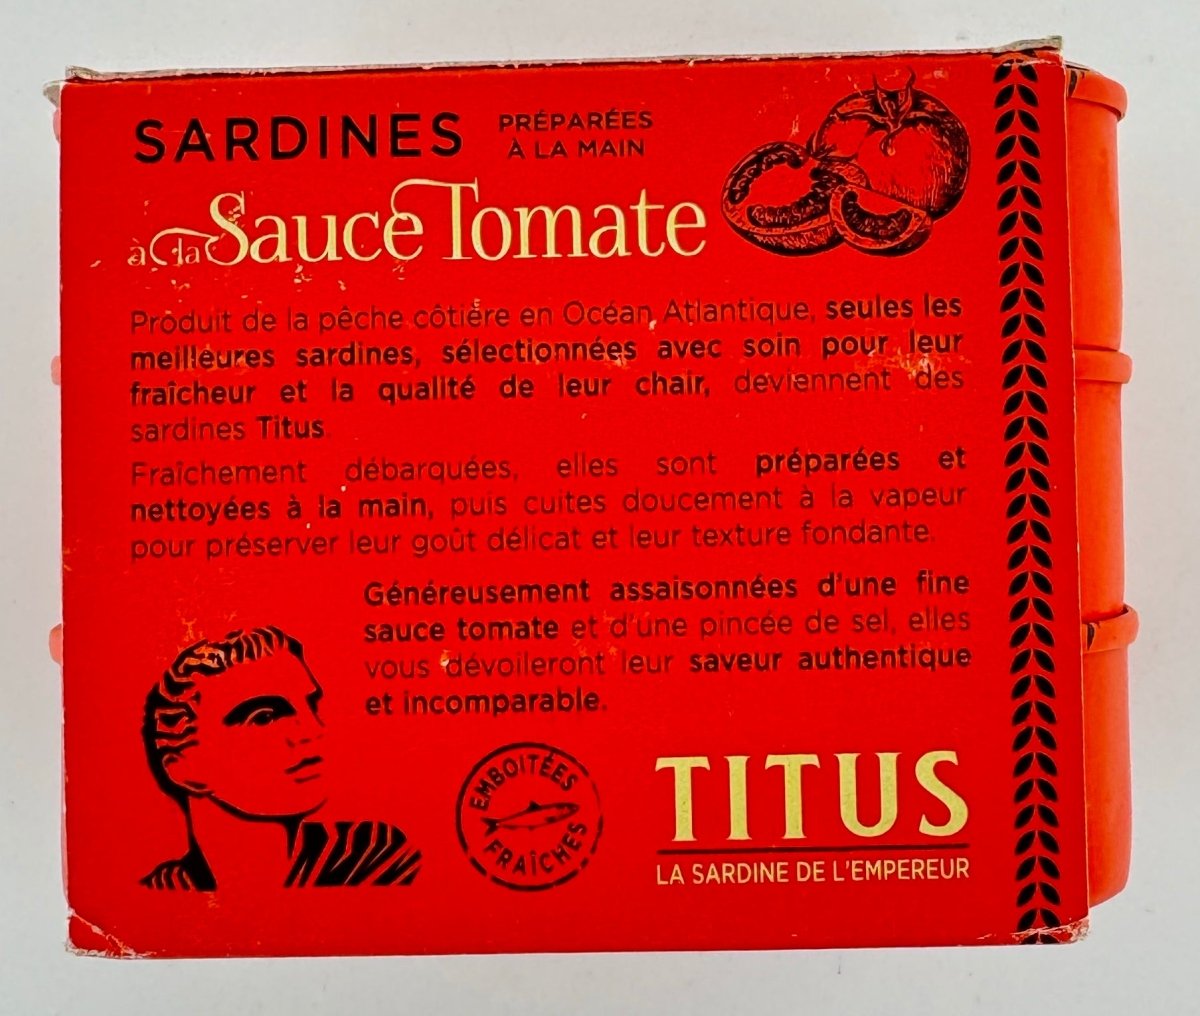 SARDINES PRÉPARÉES
À LA MAIN
à la Sauce Tomate
Produit de la pêche côtière en Océan Atlantique, seules les
meilleures sardines, sélectionnées avec soin pour leur
fraîcheur et la qualité de leur chair, deviennent des
sardines Titus.
Fraîchement débarquées, elles sont préparées et
nettoyées à la main, puis cuites doucement à la vapeur
pour préserver leur goût délicat et leur texture fondante.
Généreusement assaisonnées d'une fine
sauce tomate et d'une pincée de sel, elles
vous dévoileront leur saveur authentique
et incomparable.
EMBOITÉES
FRAÎCHES
TITUS
LA SARDINE DE L'EMPEREUR